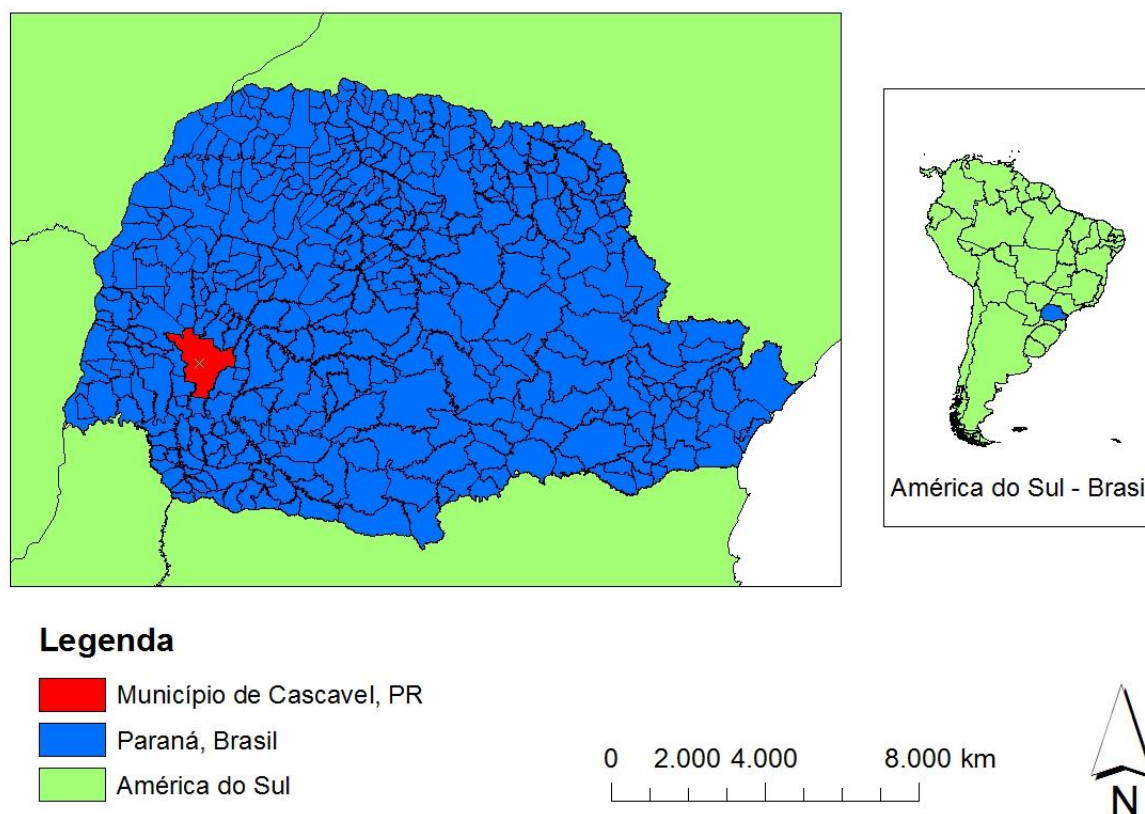 América do Sul - Brasi
Legenda
Município de Cascavel, PR
Paraná, Brasil
América do Sul
0 2.000 4.000 8.000 km
N